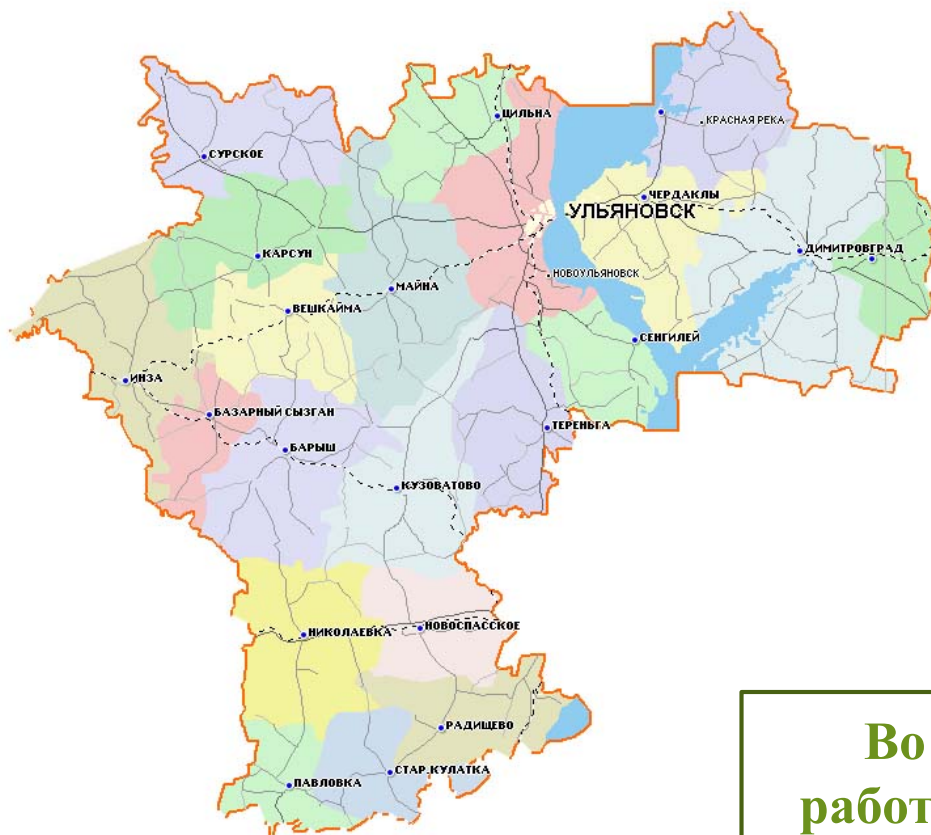 ЦИЛЬНА
КРАСНАЯ РЕКА
СУРСКОЕ
ЧЕРДАКЛЫ
УЛЬЯНОВСК
КАРСУН
ДИМИТРОВГРАД
НОВОУЛЬЯНОВСК
МАЙНА
ВЕШКАЙМА
СЕНГИЛЕЙ
ИНЗА
БАЗАРНЫЙ СЫЗГАН
ТЕРЕНЬГА
БАРЫШ
КУЗОВАТОВО
НИКОЛАЕВКА
НОВОСПАССКОЕ
РАДИЩЕВО
СТАР.КУЛАТКА
ПАВЛОВКА
Во
работ